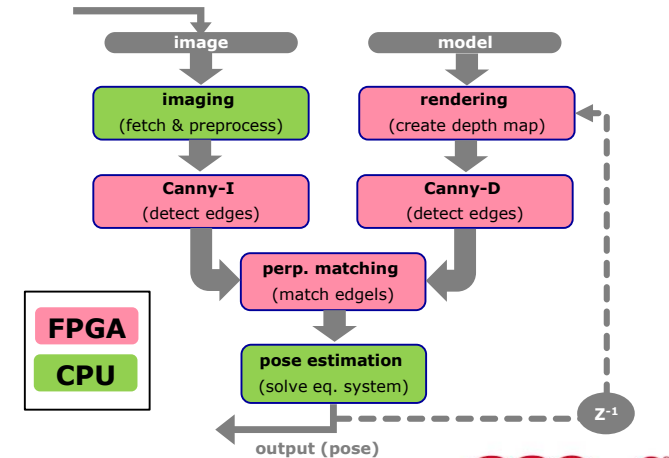 image
model
imaging
(fetch & preprocess)
rendering
(create depth map)
Canny-I
(detect edges)
Canny-D
(detect edges)
perp. matching
(match edgels)
FPGA
CPU
pose estimation
(solve eq. system)
Z⁻¹
output (pose)